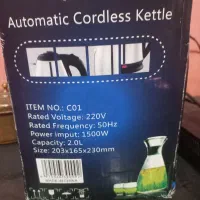 Automatic Cordless Kettle
ITEM NO.: C01
Rated Voltage: 220V
Rated Frequency: 50Hz
Power imput: 1500W
Capacity: 2.0L
Size: 203x165x230mm